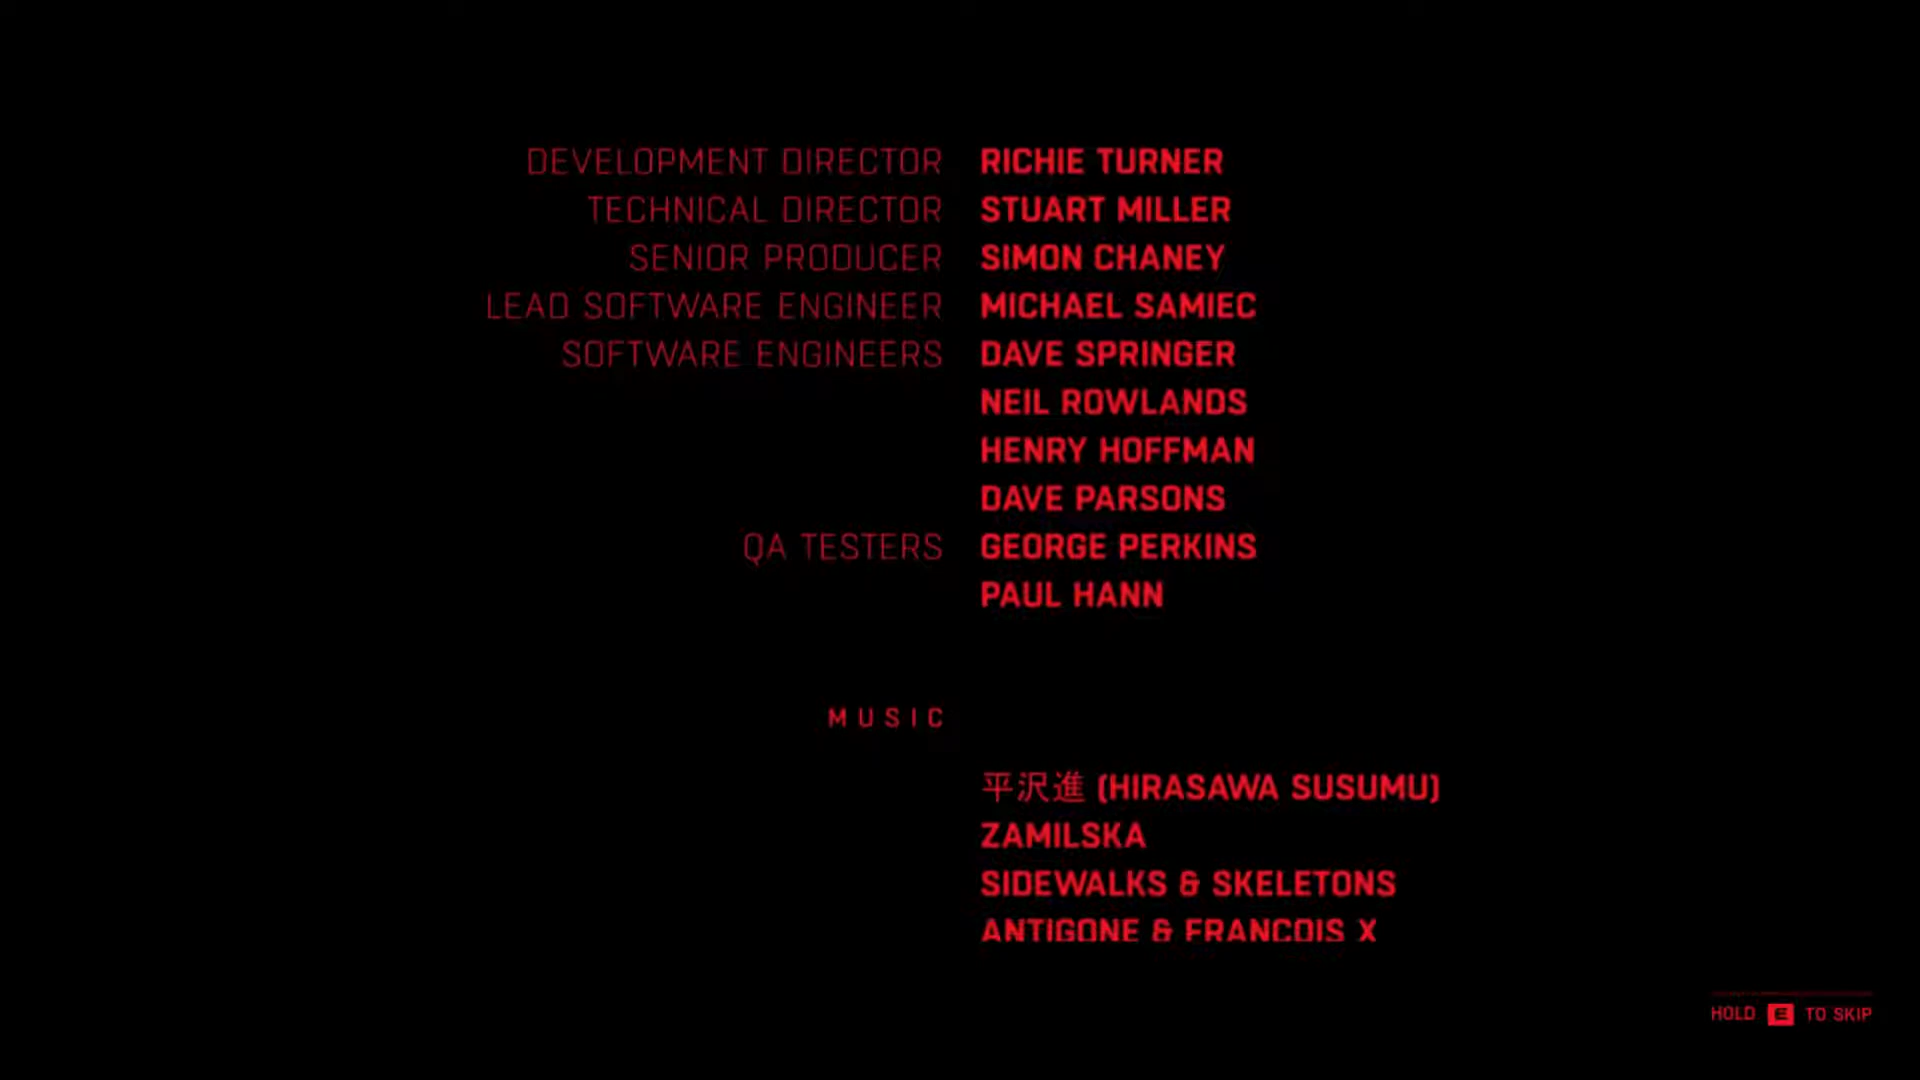 DEVELOPMENT DIRECTOR RICHIE TURNER
TECHNICAL DIRECTOR STUART MILLER
SENIOR PRODUCER SIMON CHANEY
LEAD SOFTWARE ENGINEER MICHAEL SAMIEC
SOFTWARE ENGINEERS DAVE SPRINGER
NEIL ROWLANDS
HENRY HOFFMAN
DAVE PARSONS
QA TESTERS GEORGE PERKINS
PAUL HANN
MUSIC
平沢進 (HIRASAWA SUSUMU)
ZAMILSKA
SIDEWALKS & SKELETONS
ANTIGONE & FRANCOIS X
HOLD E TO SKIP